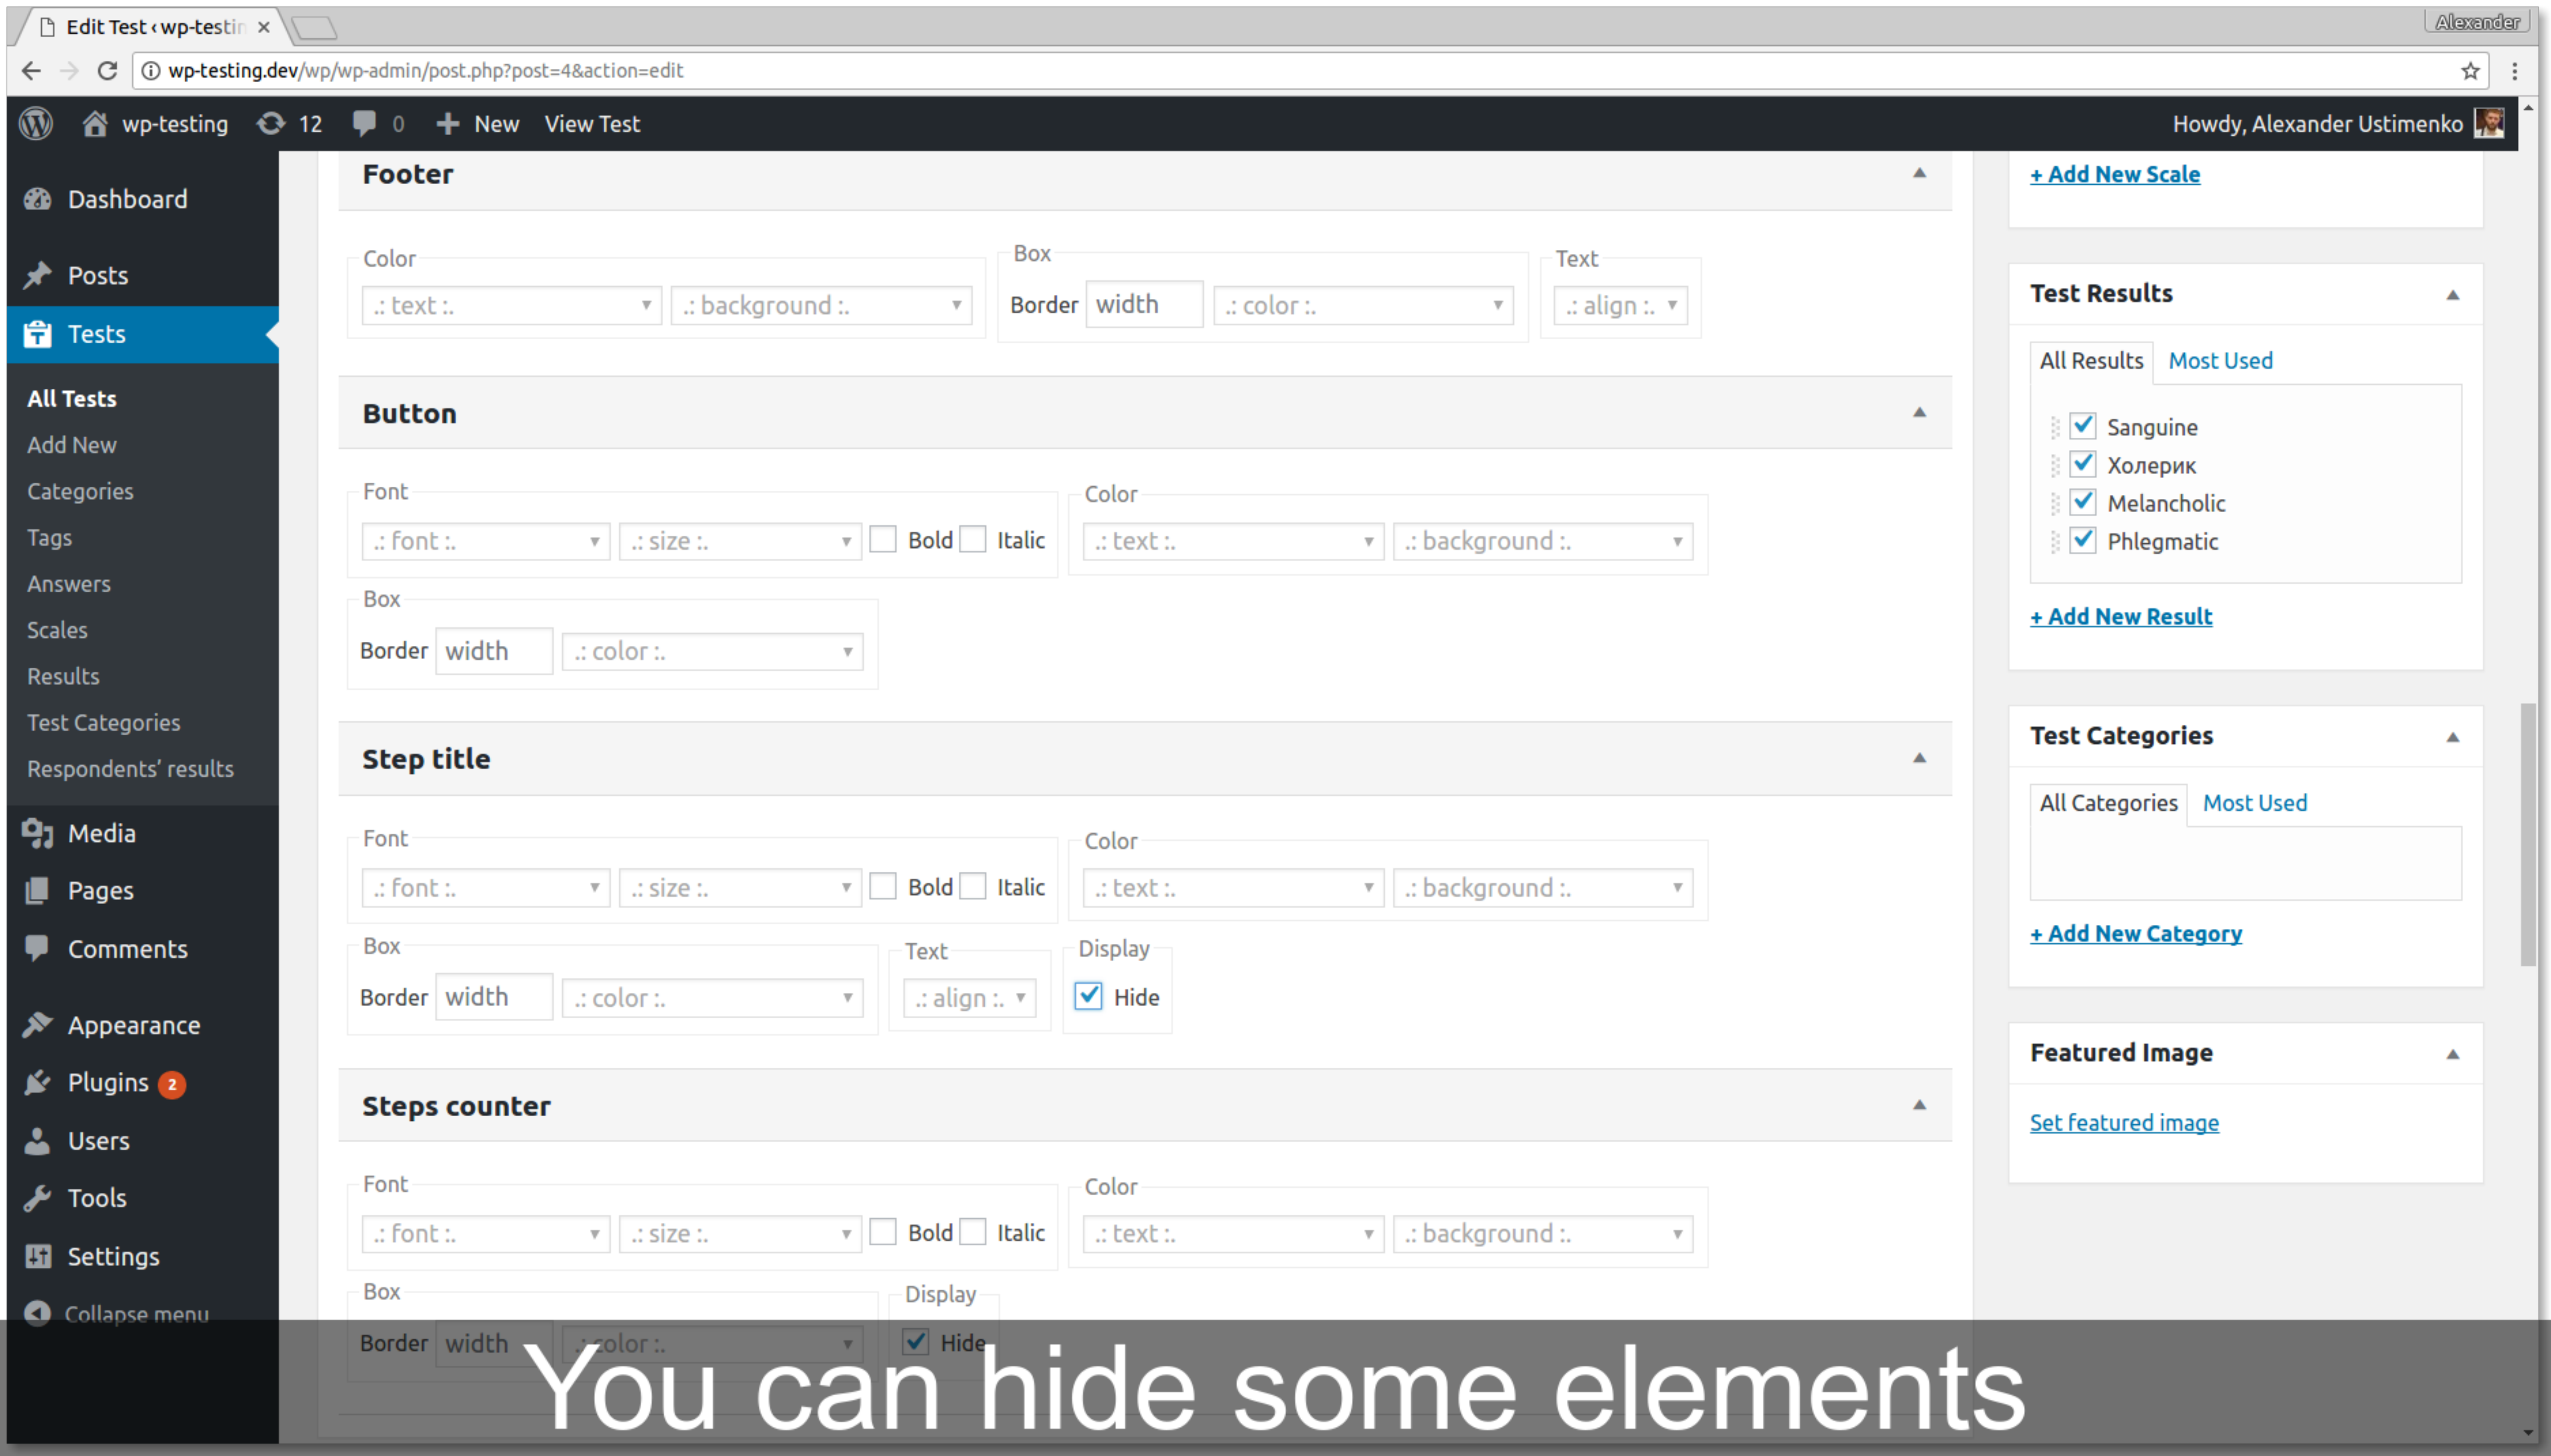 Edit Test ‹ wp-testin
Alexander
wp-testing.dev/wp/wp-admin/post.php?post=4&action=edit
wp-testing 12 0 New View Test Howdy, Alexander Ustimenko
Dashboard
Posts
Tests
All Tests
Add New
Categories
Tags
Answers
Scales
Results
Test Categories
Respondents’ results
Media
Pages
Comments
Appearance
Plugins 2
Users
Tools
Settings
Collapse menu
Footer
Color
.: text :. .: background :.
Box
Border width .: color :.
Text
.: align :.
Button
Font
.: font :. .: size :. Bold Italic
Color
.: text :. .: background :.
Box
Border width .: color :.
Step title
Font
.: font :. .: size :. Bold Italic
Color
.: text :. .: background :.
Box
Border width .: color :.
Text
.: align :.
Display
Hide
Steps counter
Font
.: font :. .: size :. Bold Italic
Color
.: text :. .: background :.
Box
Border width .: color :.
Display
Hide
+ Add New Scale
Test Results
All Results Most Used
Sanguine
Холерик
Melancholic
Phlegmatic
+ Add New Result
Test Categories
All Categories Most Used
+ Add New Category
Featured Image
Set featured image
You can hide some elements